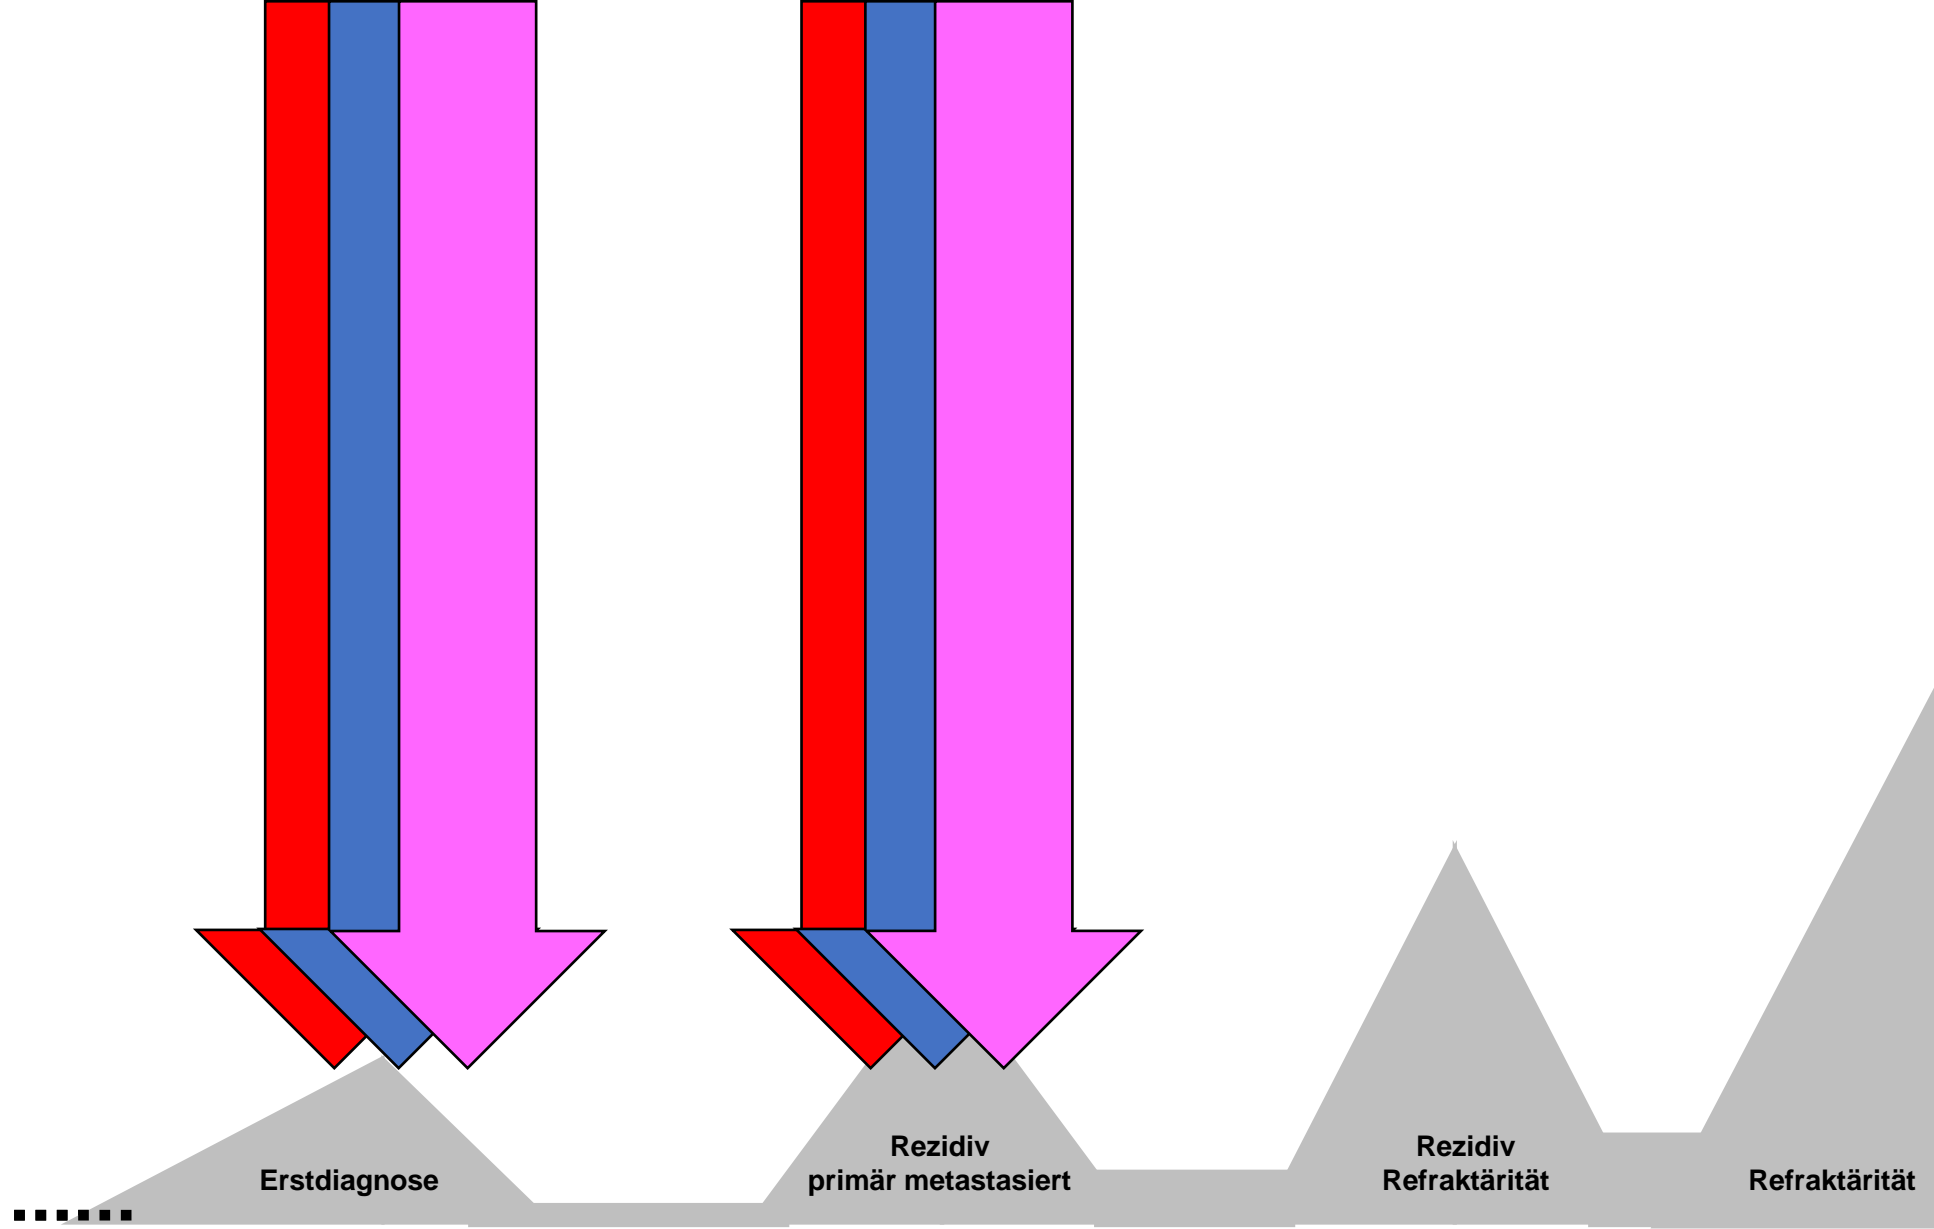 Erstdiagnose
Rezidiv
primär metastasiert
Rezidiv
Refraktärität
Refraktärität